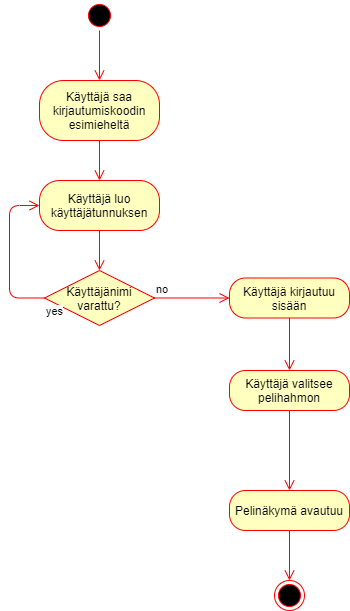 Käyttäjä saa
kirjautumiskoodin
esimieheltä
Käyttäjä luo
käyttäjätunnuksen
Käyttäjänimi
varattu?
yes
no
Käyttäjä kirjautuu
sisään
Käyttäjä valitsee
pelihahmon
Pelinäkymä avautuu